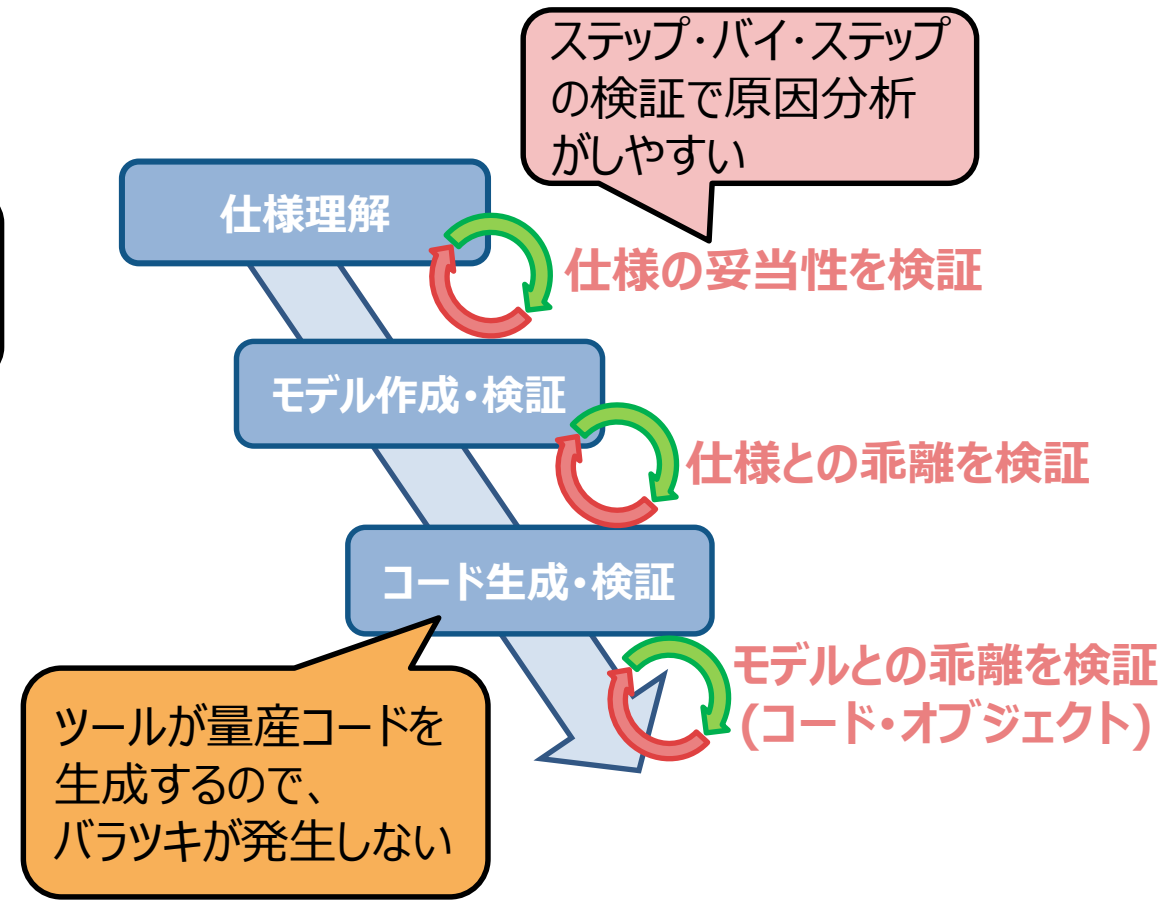 ステップ・バイ・ステップ
の検証で原因分析
がしやすい
仕様理解
仕様の妥当性を検証
モデル作成・検証
仕様との乖離を検証
コード生成・検証
モデルとの乖離を検証
(コード・オブジェクト)
ツールが量産コードを
生成するので、
バラツキが発生しない